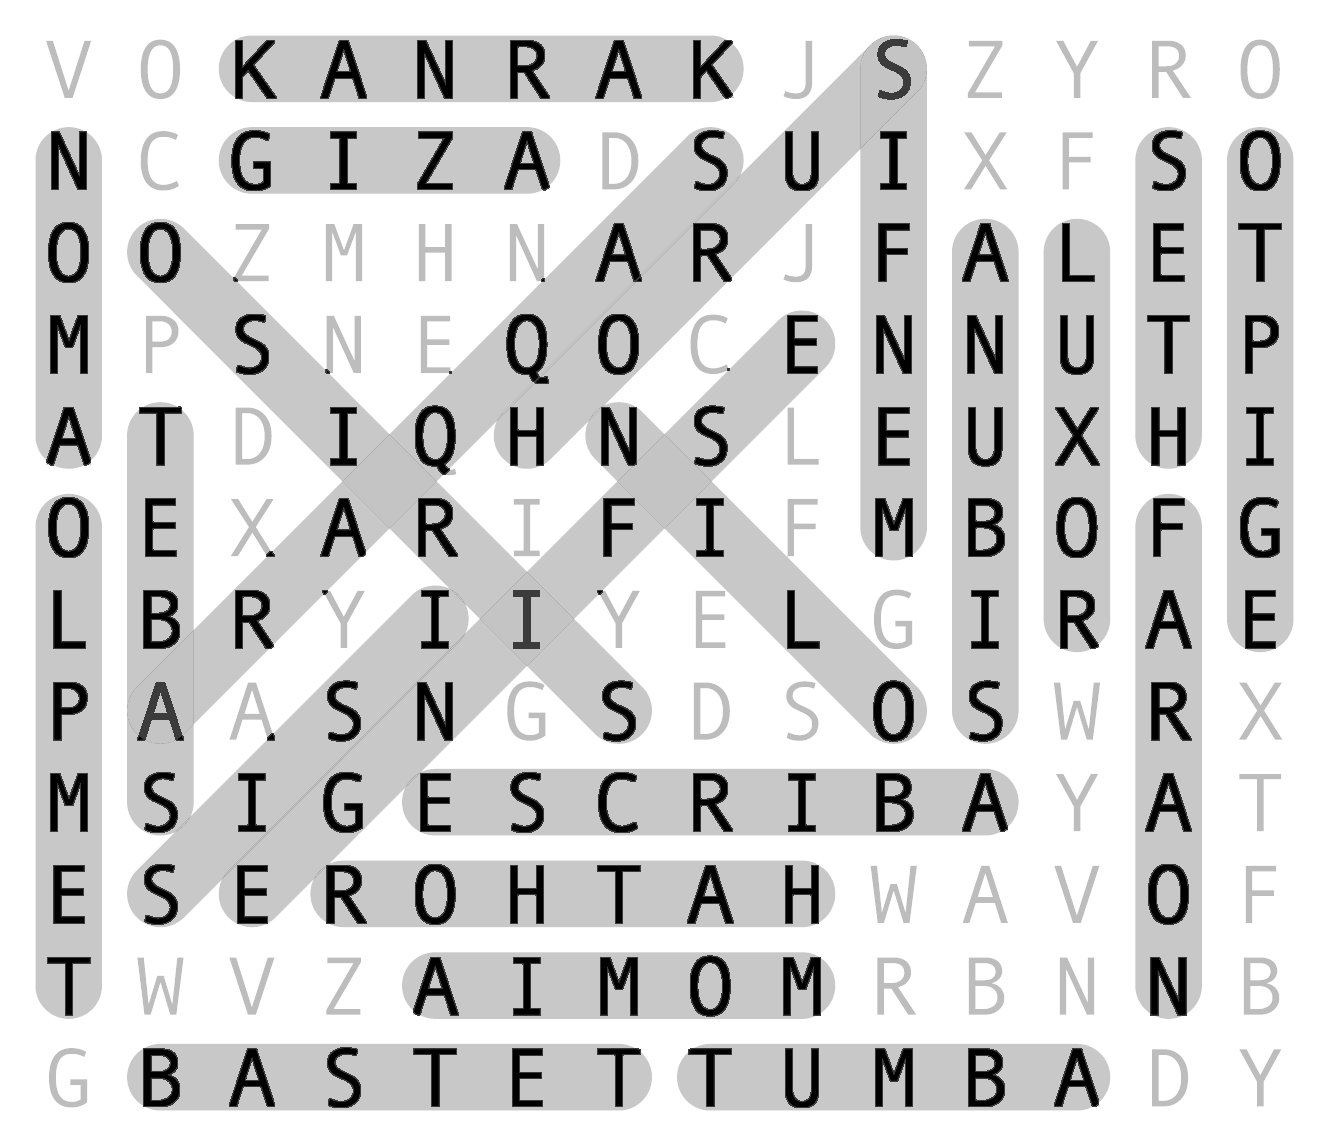 V O K A N R A K J S Z Y R O
N C G I Z A D S U I X F S O
O O Z M H N A R J F A L E T
M P S N E Q O C E N N U T P
A T D I Q H N S L E U X H I
O E X A R I F I F M B O F G
L B R Y I I Y E L G I R A E
P A A S N G S D S O S W R X
M S I G E S C R I B A Y A T
E S E R O H T A H W A V O F
T W V Z A I M O M R B N N B
G B A S T E T T U M B A D Y